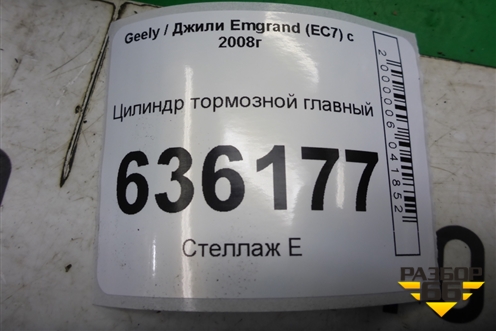 Geely / Джили Emgrand (EC7) с
2008г
Цилиндр тормозной главный
636177
Стеллаж Е
2000006041852
РАЗБОР